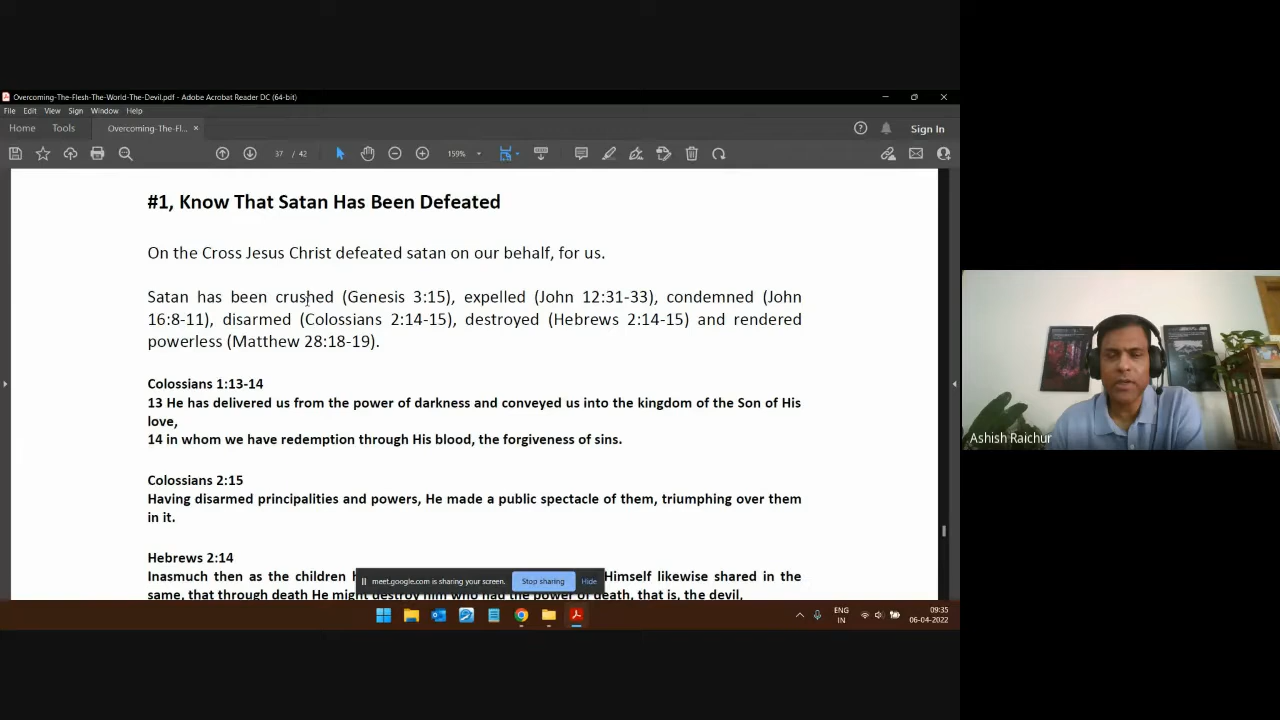 Overcoming-The-Flesh-The-World-The-Devil.pdf - Adobe Acrobat Reader DC (64-bit)
File Edit View Sign Window Help
Home Tools Overcoming-The-Fl... × Sign In
37 / 42 159%
#1, Know That Satan Has Been Defeated
On the Cross Jesus Christ defeated satan on our behalf, for us.
Satan has been crushed (Genesis 3:15), expelled (John 12:31-33), condemned (John
16:8-11), disarmed (Colossians 2:14-15), destroyed (Hebrews 2:14-15) and rendered
powerless (Matthew 28:18-19).
Colossians 1:13-14
13 He has delivered us from the power of darkness and conveyed us into the kingdom of the Son of His
love,
14 in whom we have redemption through His blood, the forgiveness of sins.
Colossians 2:15
Having disarmed principalities and powers, He made a public spectacle of them, triumphing over them
in it.
Hebrews 2:14
Inasmuch then as the children Himself likewise shared in the
same, that through death He might destroy him who had the power of death, that is, the devil,
meet.google.com is sharing your screen. Stop sharing Hide
ENG
IN
09:35
06-04-2022
Ashish Raichur